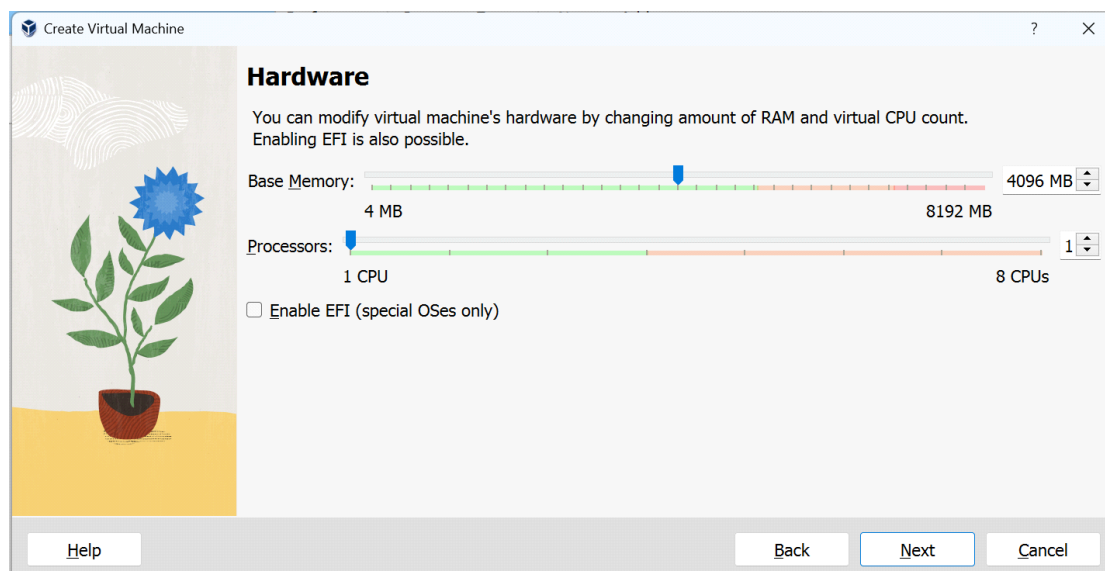 Create Virtual Machine
?
Hardware
You can modify virtual machine's hardware by changing amount of RAM and virtual CPU count.
Enabling EFI is also possible.
Base Memory:
4096 MB
4 MB
8192 MB
Processors:
1
1 CPU
8 CPUs
Enable EFI (special OSes only)
Help
Back
Next
Cancel